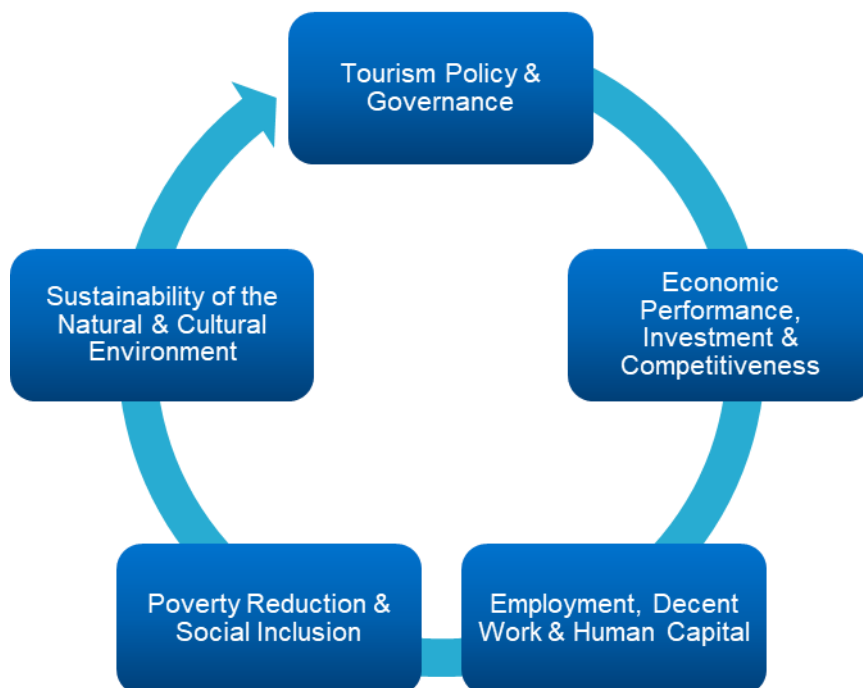 Tourism Policy &
Governance
Economic
Performance,
Investment &
Competitiveness
Employment, Decent
Work & Human Capital
Poverty Reduction &
Social Inclusion
Sustainability of the
Natural & Cultural
Environment